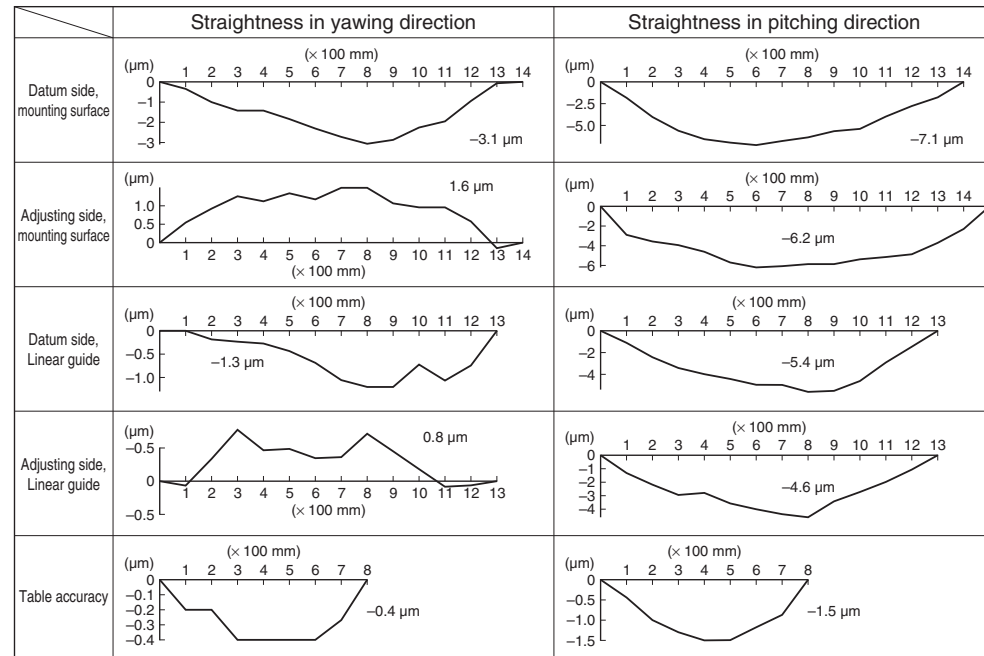 Straightness in yawing direction
Straightness in pitching direction
Datum side,
mounting surface
(× 100 mm)
(μm) 1 2 3 4 5 6 7 8 9 10 11 12 13 14
0
–1
–2
–3
–3.1 μm
(× 100 mm)
(μm) 1 2 3 4 5 6 7 8 9 10 11 12 13 14
0
–2.5
–5.0
–7.1 μm
Adjusting side,
mounting surface
(μm)
1.6 μm
1.0
0.5
0
1 2 3 4 5 6 7 8 9 10 11 12 13 14
(× 100 mm)
(× 100 mm)
(μm) 1 2 3 4 5 6 7 8 9 10 11 12 13 14
0
–2
–4
–6
–6.2 μm
Datum side,
Linear guide
(× 100 mm)
(μm) 1 2 3 4 5 6 7 8 9 10 11 12 13
0
–0.5
–1.0
–1.3 μm
(× 100 mm)
(μm) 1 2 3 4 5 6 7 8 9 10 11 12 13
0
–2
–4
–5.4 μm
Adjusting side,
Linear guide
(μm)
0.8 μm
–0.5
0
–0.5
1 2 3 4 5 6 7 8 9 10 11 12 13
(× 100 mm)
(× 100 mm)
(μm) 1 2 3 4 5 6 7 8 9 10 11 12 13
0
–1
–2
–3
–4
–4.6 μm
Table accuracy
(× 100 mm)
(μm) 1 2 3 4 5 6 7 8
0
–0.1
–0.2
–0.3
–0.4
–0.4 μm
(× 100 mm)
(μm) 1 2 3 4 5 6 7 8
0
–0.5
–1.0
–1.5
–1.5 μm